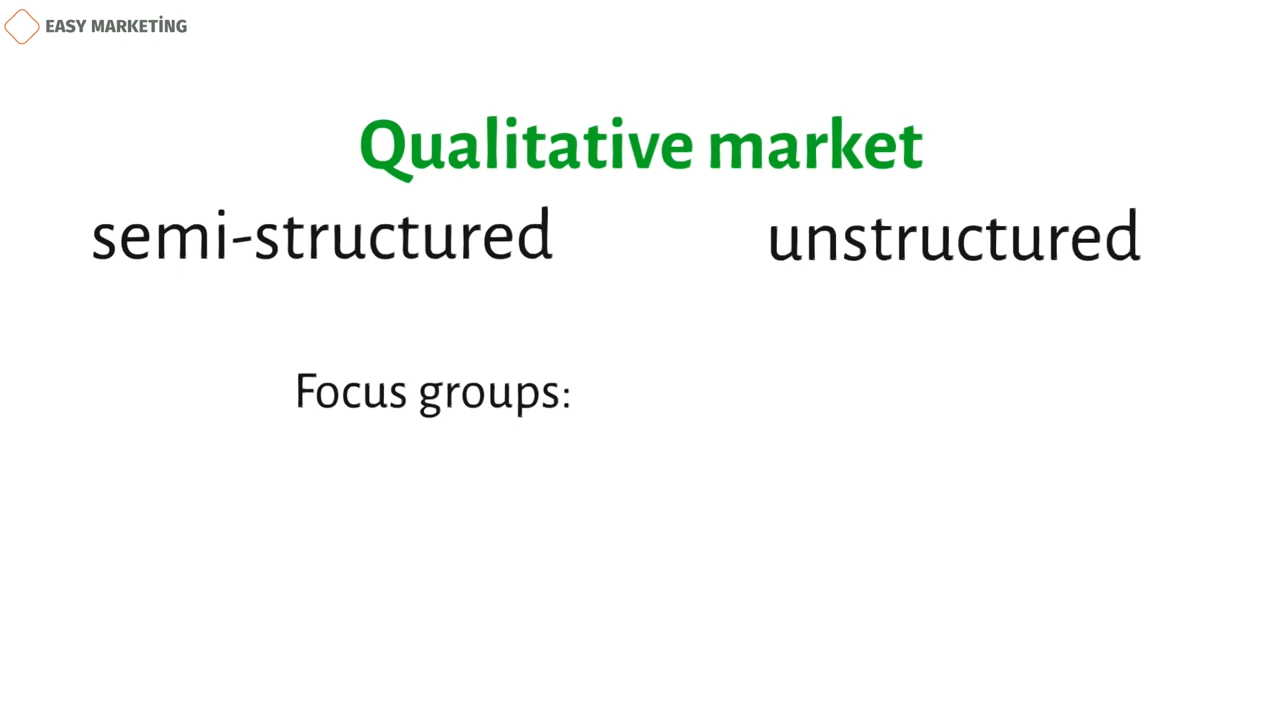 EASY MARKETİNG
Qualitative market
semi-structured unstructured
Focus groups: